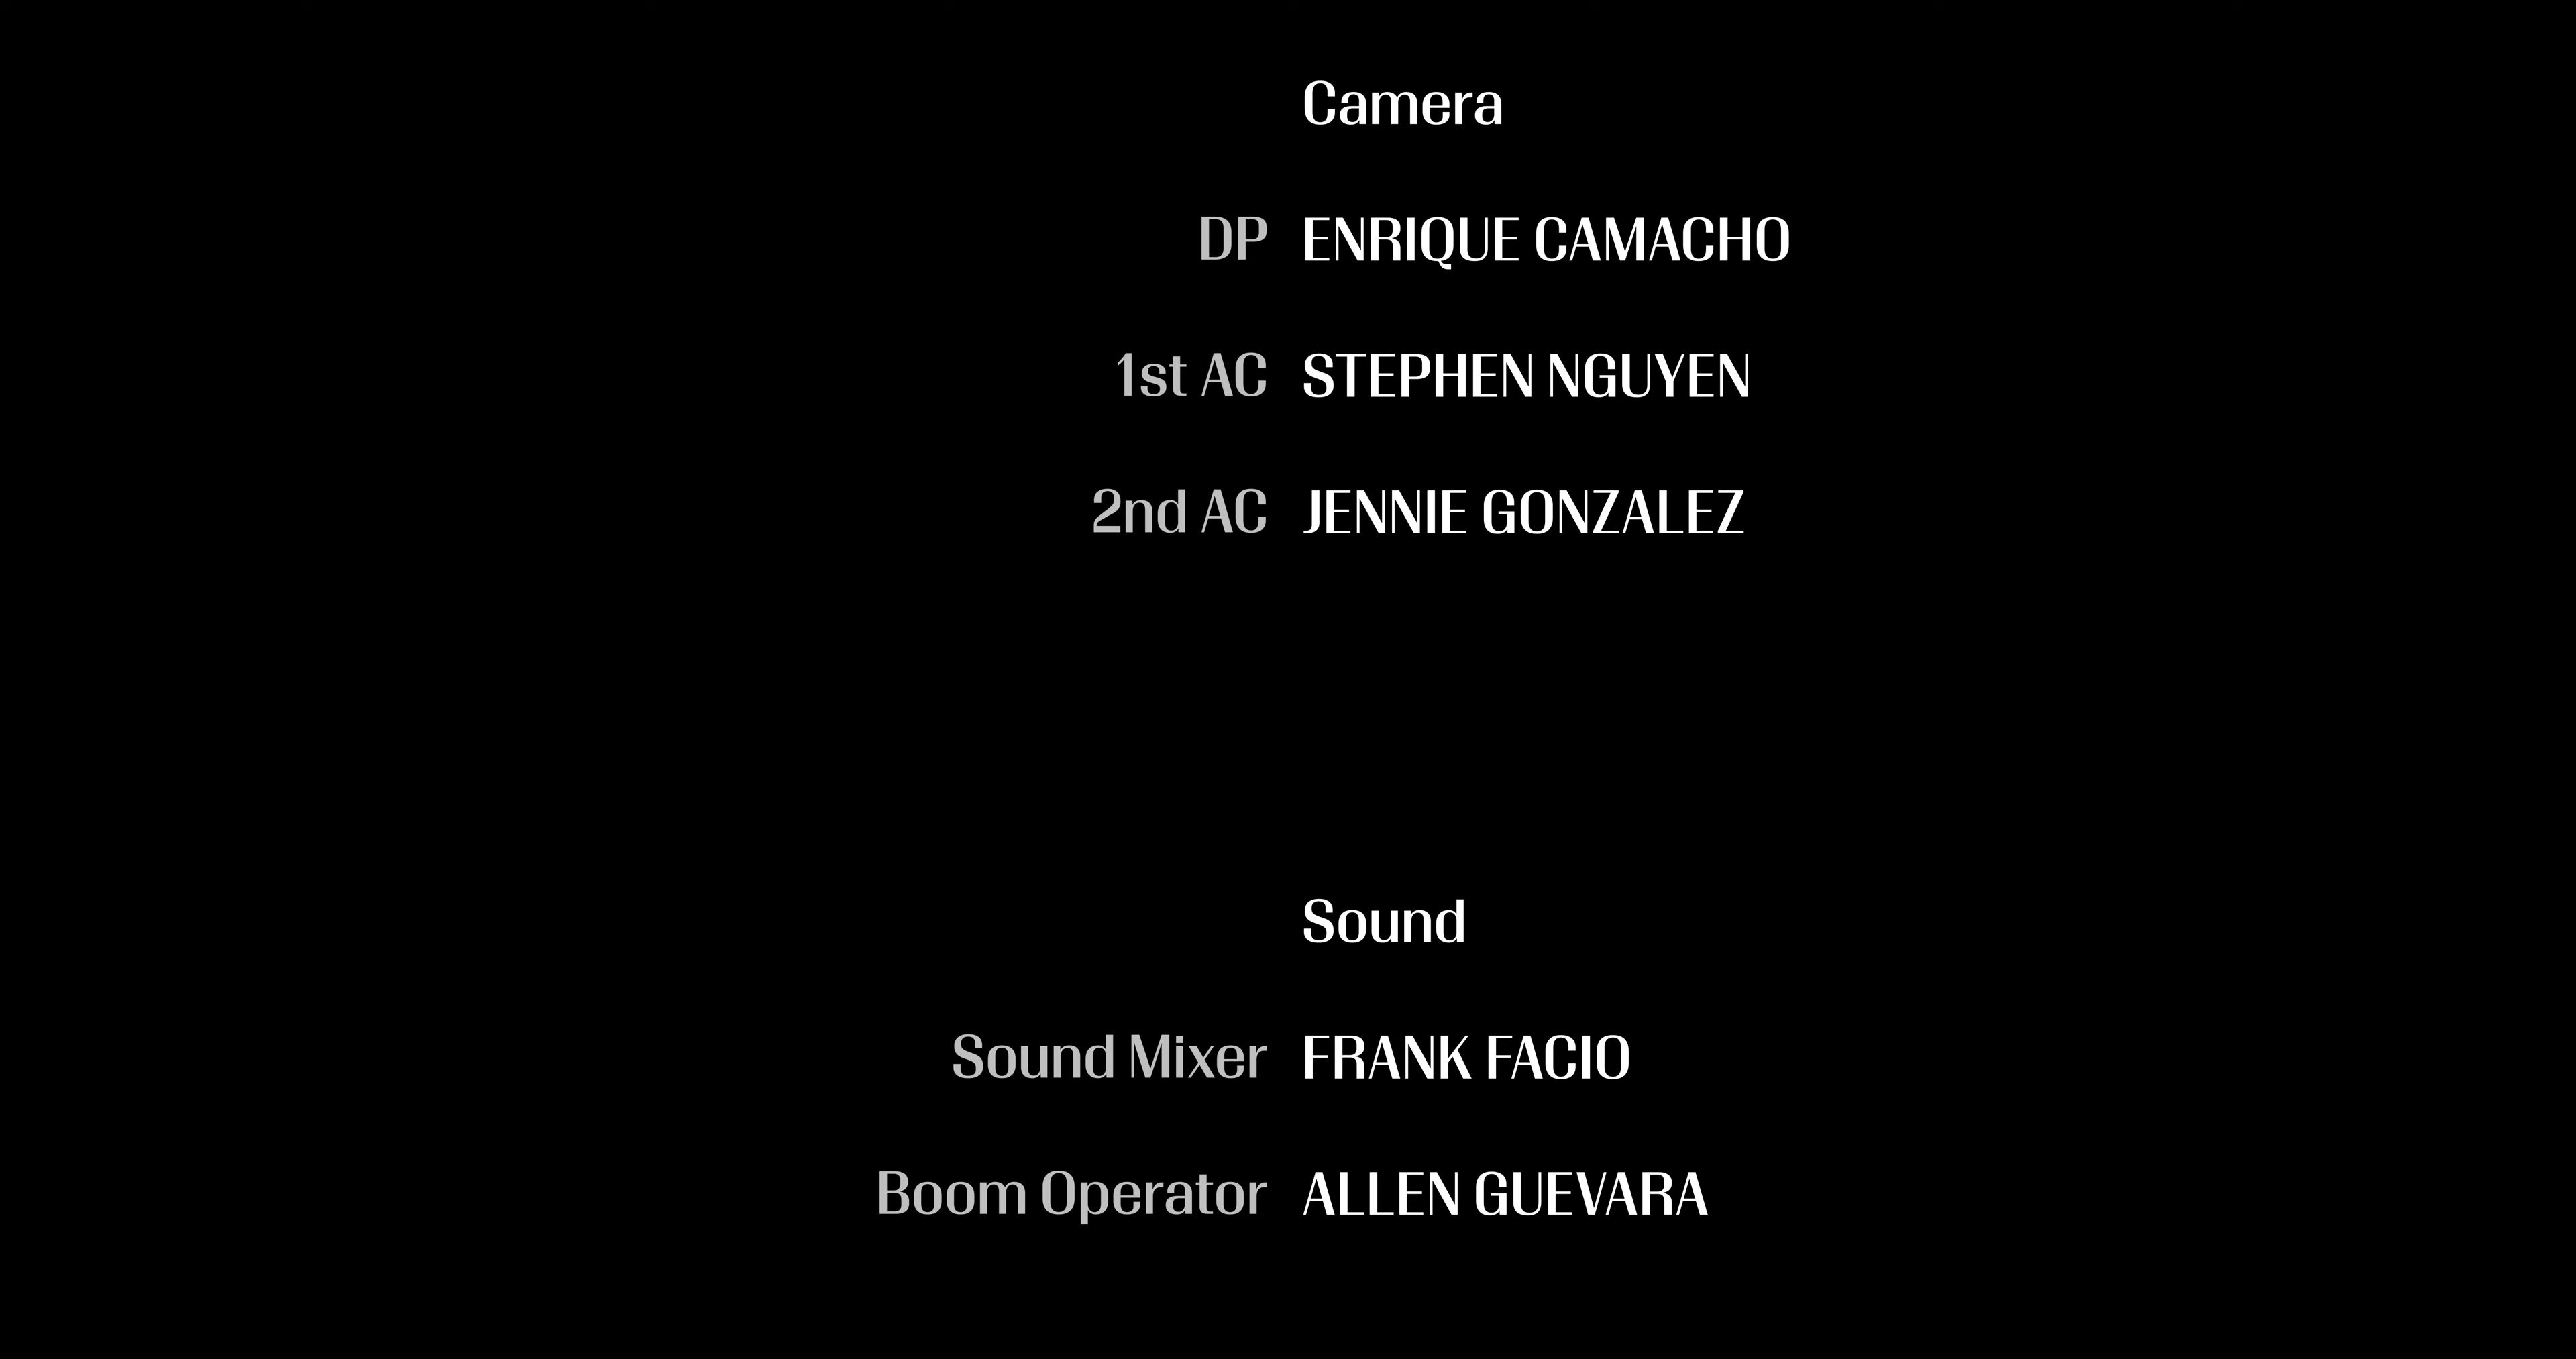 Camera
DP ENRIQUE CAMACHO
1st AC STEPHEN NGUYEN
2nd AC JENNIE GONZALEZ
Sound
Sound Mixer FRANK FACIO
Boom Operator ALLEN GUEVARA